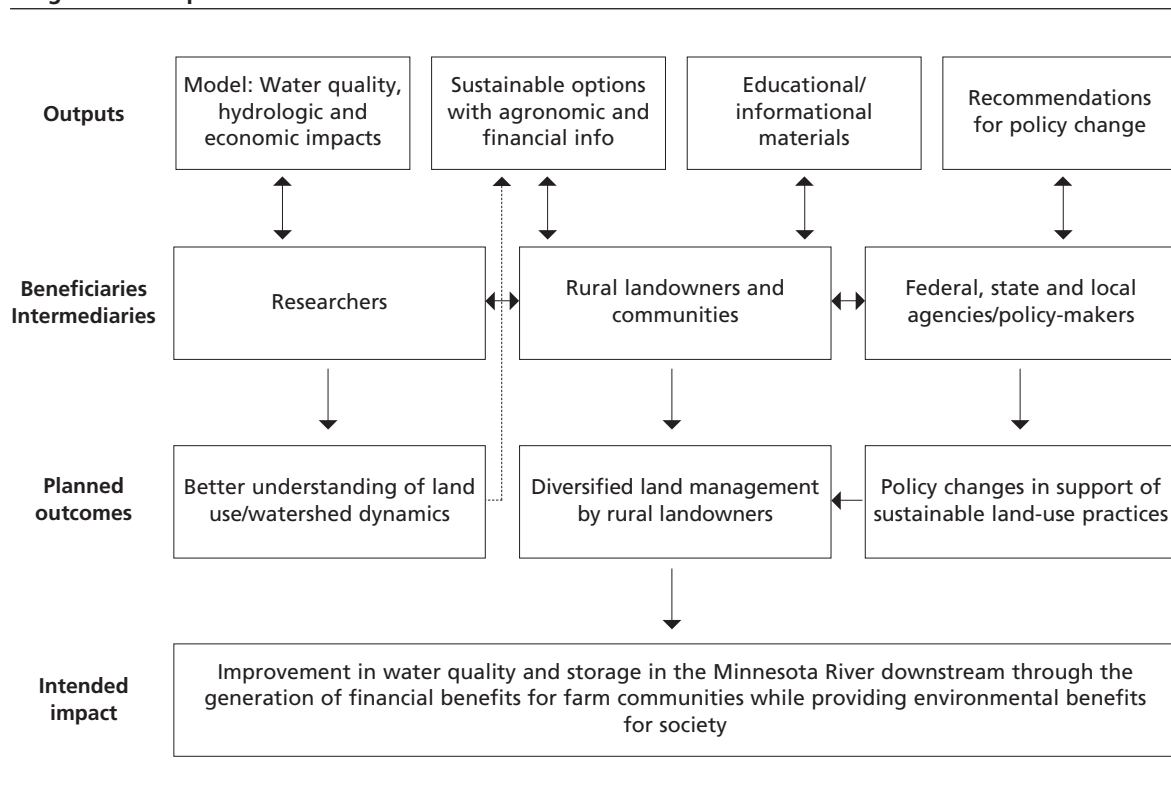 Outputs
Model: Water quality,
hydrologic and
economic impacts
Sustainable options
with agronomic and
financial info
Educational/
informational
materials
Recommendations
for policy change
Beneficiaries
Intermediaries
Researchers
Rural landowners and
communities
Federal, state and local
agencies/policy-makers
Planned
outcomes
Better understanding of land
use/watershed dynamics
Diversified land management
by rural landowners
Policy changes in support of
sustainable land-use practices
Intended
impact
Improvement in water quality and storage in the Minnesota River downstream through the
generation of financial benefits for farm communities while providing environmental benefits
for society